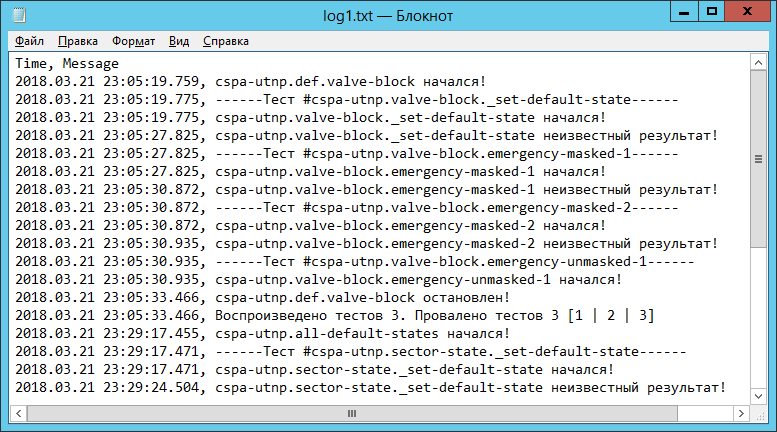 log1.txt — Блокнот
Файл Правка Формат Вид Справка
Time, Message
2018.03.21 23:05:19.759, cspa-utnp.def.valve-block начался!
2018.03.21 23:05:19.775, ------Тест #cspa-utnp.valve-block._set-default-state------
2018.03.21 23:05:19.775, cspa-utnp.valve-block._set-default-state начался!
2018.03.21 23:05:27.825, cspa-utnp.valve-block._set-default-state неизвестный результат!
2018.03.21 23:05:27.825, ------Тест #cspa-utnp.valve-block.emergency-masked-1------
2018.03.21 23:05:27.825, cspa-utnp.valve-block.emergency-masked-1 начался!
2018.03.21 23:05:30.872, cspa-utnp.valve-block.emergency-masked-1 неизвестный результат!
2018.03.21 23:05:30.872, ------Тест #cspa-utnp.valve-block.emergency-masked-2------
2018.03.21 23:05:30.872, cspa-utnp.valve-block.emergency-masked-2 начался!
2018.03.21 23:05:30.935, cspa-utnp.valve-block.emergency-masked-2 неизвестный результат!
2018.03.21 23:05:30.935, ------Тест #cspa-utnp.valve-block.emergency-unmasked-1------
2018.03.21 23:05:30.935, cspa-utnp.valve-block.emergency-unmasked-1 начался!
2018.03.21 23:05:33.466, cspa-utnp.def.valve-block остановлен!
2018.03.21 23:05:33.466, Воспроизведено тестов 3. Провалено тестов 3 [1 | 2 | 3]
2018.03.21 23:29:17.455, cspa-utnp.all-default-states начался!
2018.03.21 23:29:17.471, ------Тест #cspa-utnp.sector-state._set-default-state------
2018.03.21 23:29:17.471, cspa-utnp.sector-state._set-default-state начался!
2018.03.21 23:29:24.504, cspa-utnp.sector-state._set-default-state неизвестный результат!